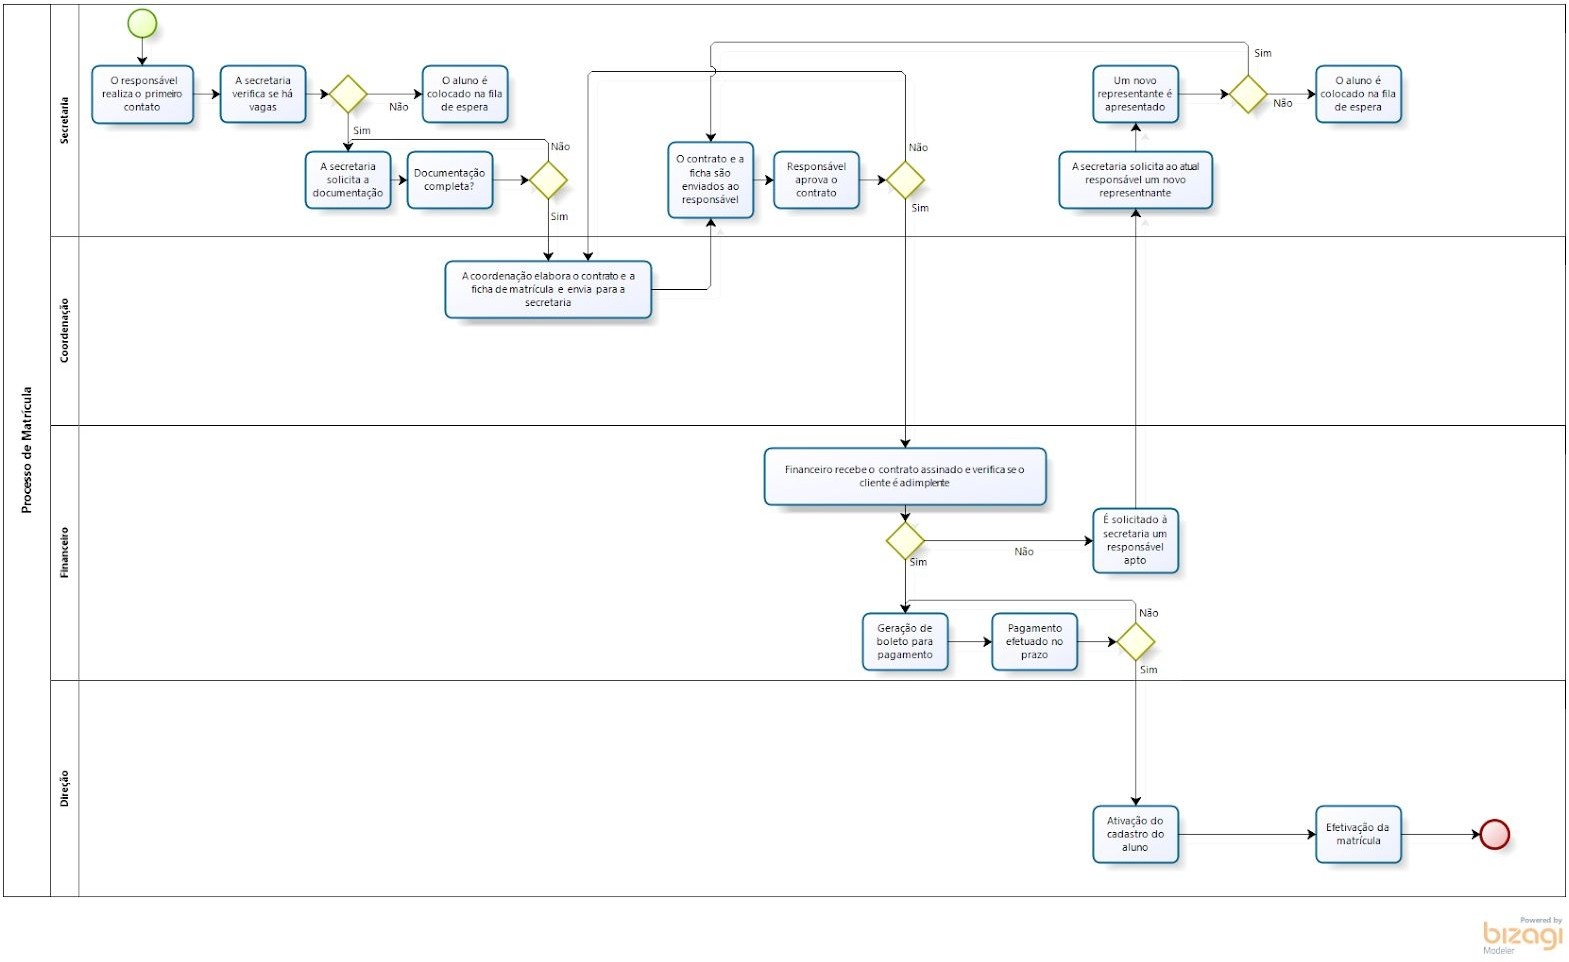 Processo de Matrícula
Secretaria
O responsável
realiza o primeiro
contato
A secretaria
verifica se há
vagas
Não
O aluno é
colocado na fila
de espera
Sim
A secretaria
solicita a
documentação
Documentação
completa?
Não
Sim
O contrato e a
ficha são
enviados ao
responsável
Responsável
aprova o
contrato
Não
Sim
Um novo
representante é
apresentado
Sim
Não
O aluno é
colocado na fila
de espera
A secretaria solicita ao atual
responsável um novo
representnante
Coordenação
A coordenação elabora o contrato e a
ficha de matrícula e envia para a
secretaria
Financeiro
Financeiro recebe o contrato assinado e verifica se o
cliente é adimplente
Não
Sim
É solicitado à
secretaria um
responsável
apto
Geração de
boleto para
pagamento
Pagamento
efetuado no
prazo
Não
Sim
Direção
Ativação do
cadastro do
aluno
Efetivação da
matrícula
Powered by
bizagi
Modeler